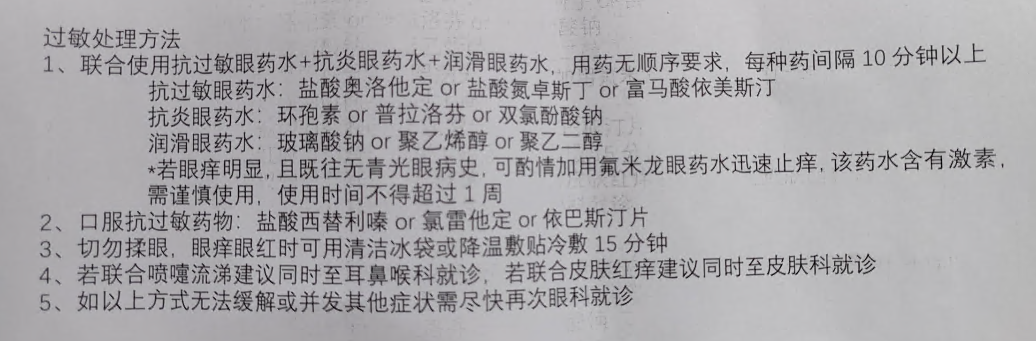 过敏处理方法
1、联合使用抗过敏眼药水+抗炎眼药水+润滑眼药水，用药无顺序要求，每种药间隔 10 分钟以上
抗过敏眼药水：盐酸奥洛他定 or 盐酸氮卓斯丁 or 富马酸依美斯汀
抗炎眼药水：环孢素 or 普拉洛芬 or 双氯酚酸钠
润滑眼药水：玻璃酸钠 or 聚乙烯醇 or 聚乙二醇
*若眼痒明显，且既往无青光眼病史，可酌情加用氟米龙眼药水迅速止痒，该药水含有激素，
需谨慎使用，使用时间不得超过 1 周
2、口服抗过敏药物：盐酸西替利嗪 or 氯雷他定 or 依巴斯汀片
3、切勿揉眼，眼痒眼红时可用清洁冰袋或降温敷贴冷敷 15 分钟
4、若联合喷嚏流涕建议同时至耳鼻喉科就诊，若联合皮肤红痒建议同时至皮肤科就诊
5、如以上方式无法缓解或并发其他症状需尽快再次眼科就诊